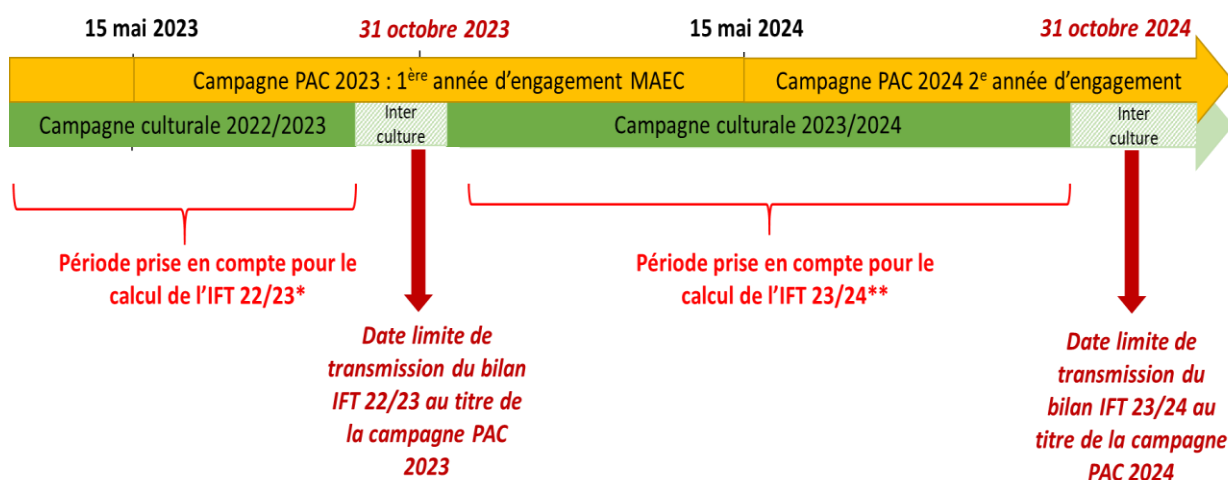 15 mai 2023
31 octobre 2023
15 mai 2024
31 octobre 2024
Campagne PAC 2023 : 1ère année d'engagement MAEC
Campagne PAC 2024 2e année d'engagement
Campagne culturale 2022/2023
Inter
culture
Campagne culturale 2023/2024
Inter
culture
Période prise en compte pour le
calcul de l'IFT 22/23*
Période prise en compte pour le
calcul de l'IFT 23/24**
Date limite de
transmission du bilan
IFT 22/23 au titre de
la campagne PAC
2023
Date limite de
transmission du
bilan IFT 23/24 au
titre de la campagne
PAC 2024